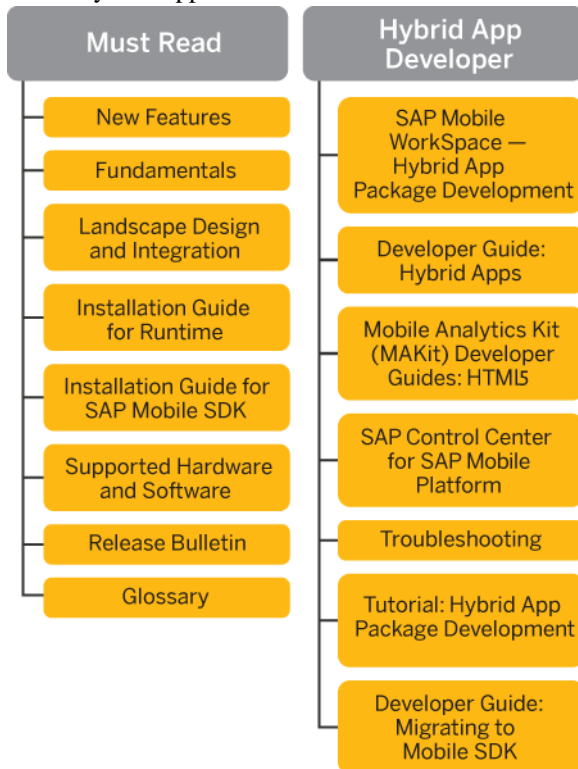 Must Read
New Features
Fundamentals
Landscape Design
and Integration
Installation Guide
for Runtime
Installation Guide for
SAP Mobile SDK
Supported Hardware
and Software
Release Bulletin
Glossary
Hybrid App
Developer
SAP Mobile
WorkSpace —
Hybrid App
Package Development
Developer Guide:
Hybrid Apps
Mobile Analytics Kit
(MAKit) Developer
Guides: HTML5
SAP Control Center
for SAP Mobile
Platform
Troubleshooting
Tutorial: Hybrid App
Package Development
Developer Guide:
Migrating to
Mobile SDK